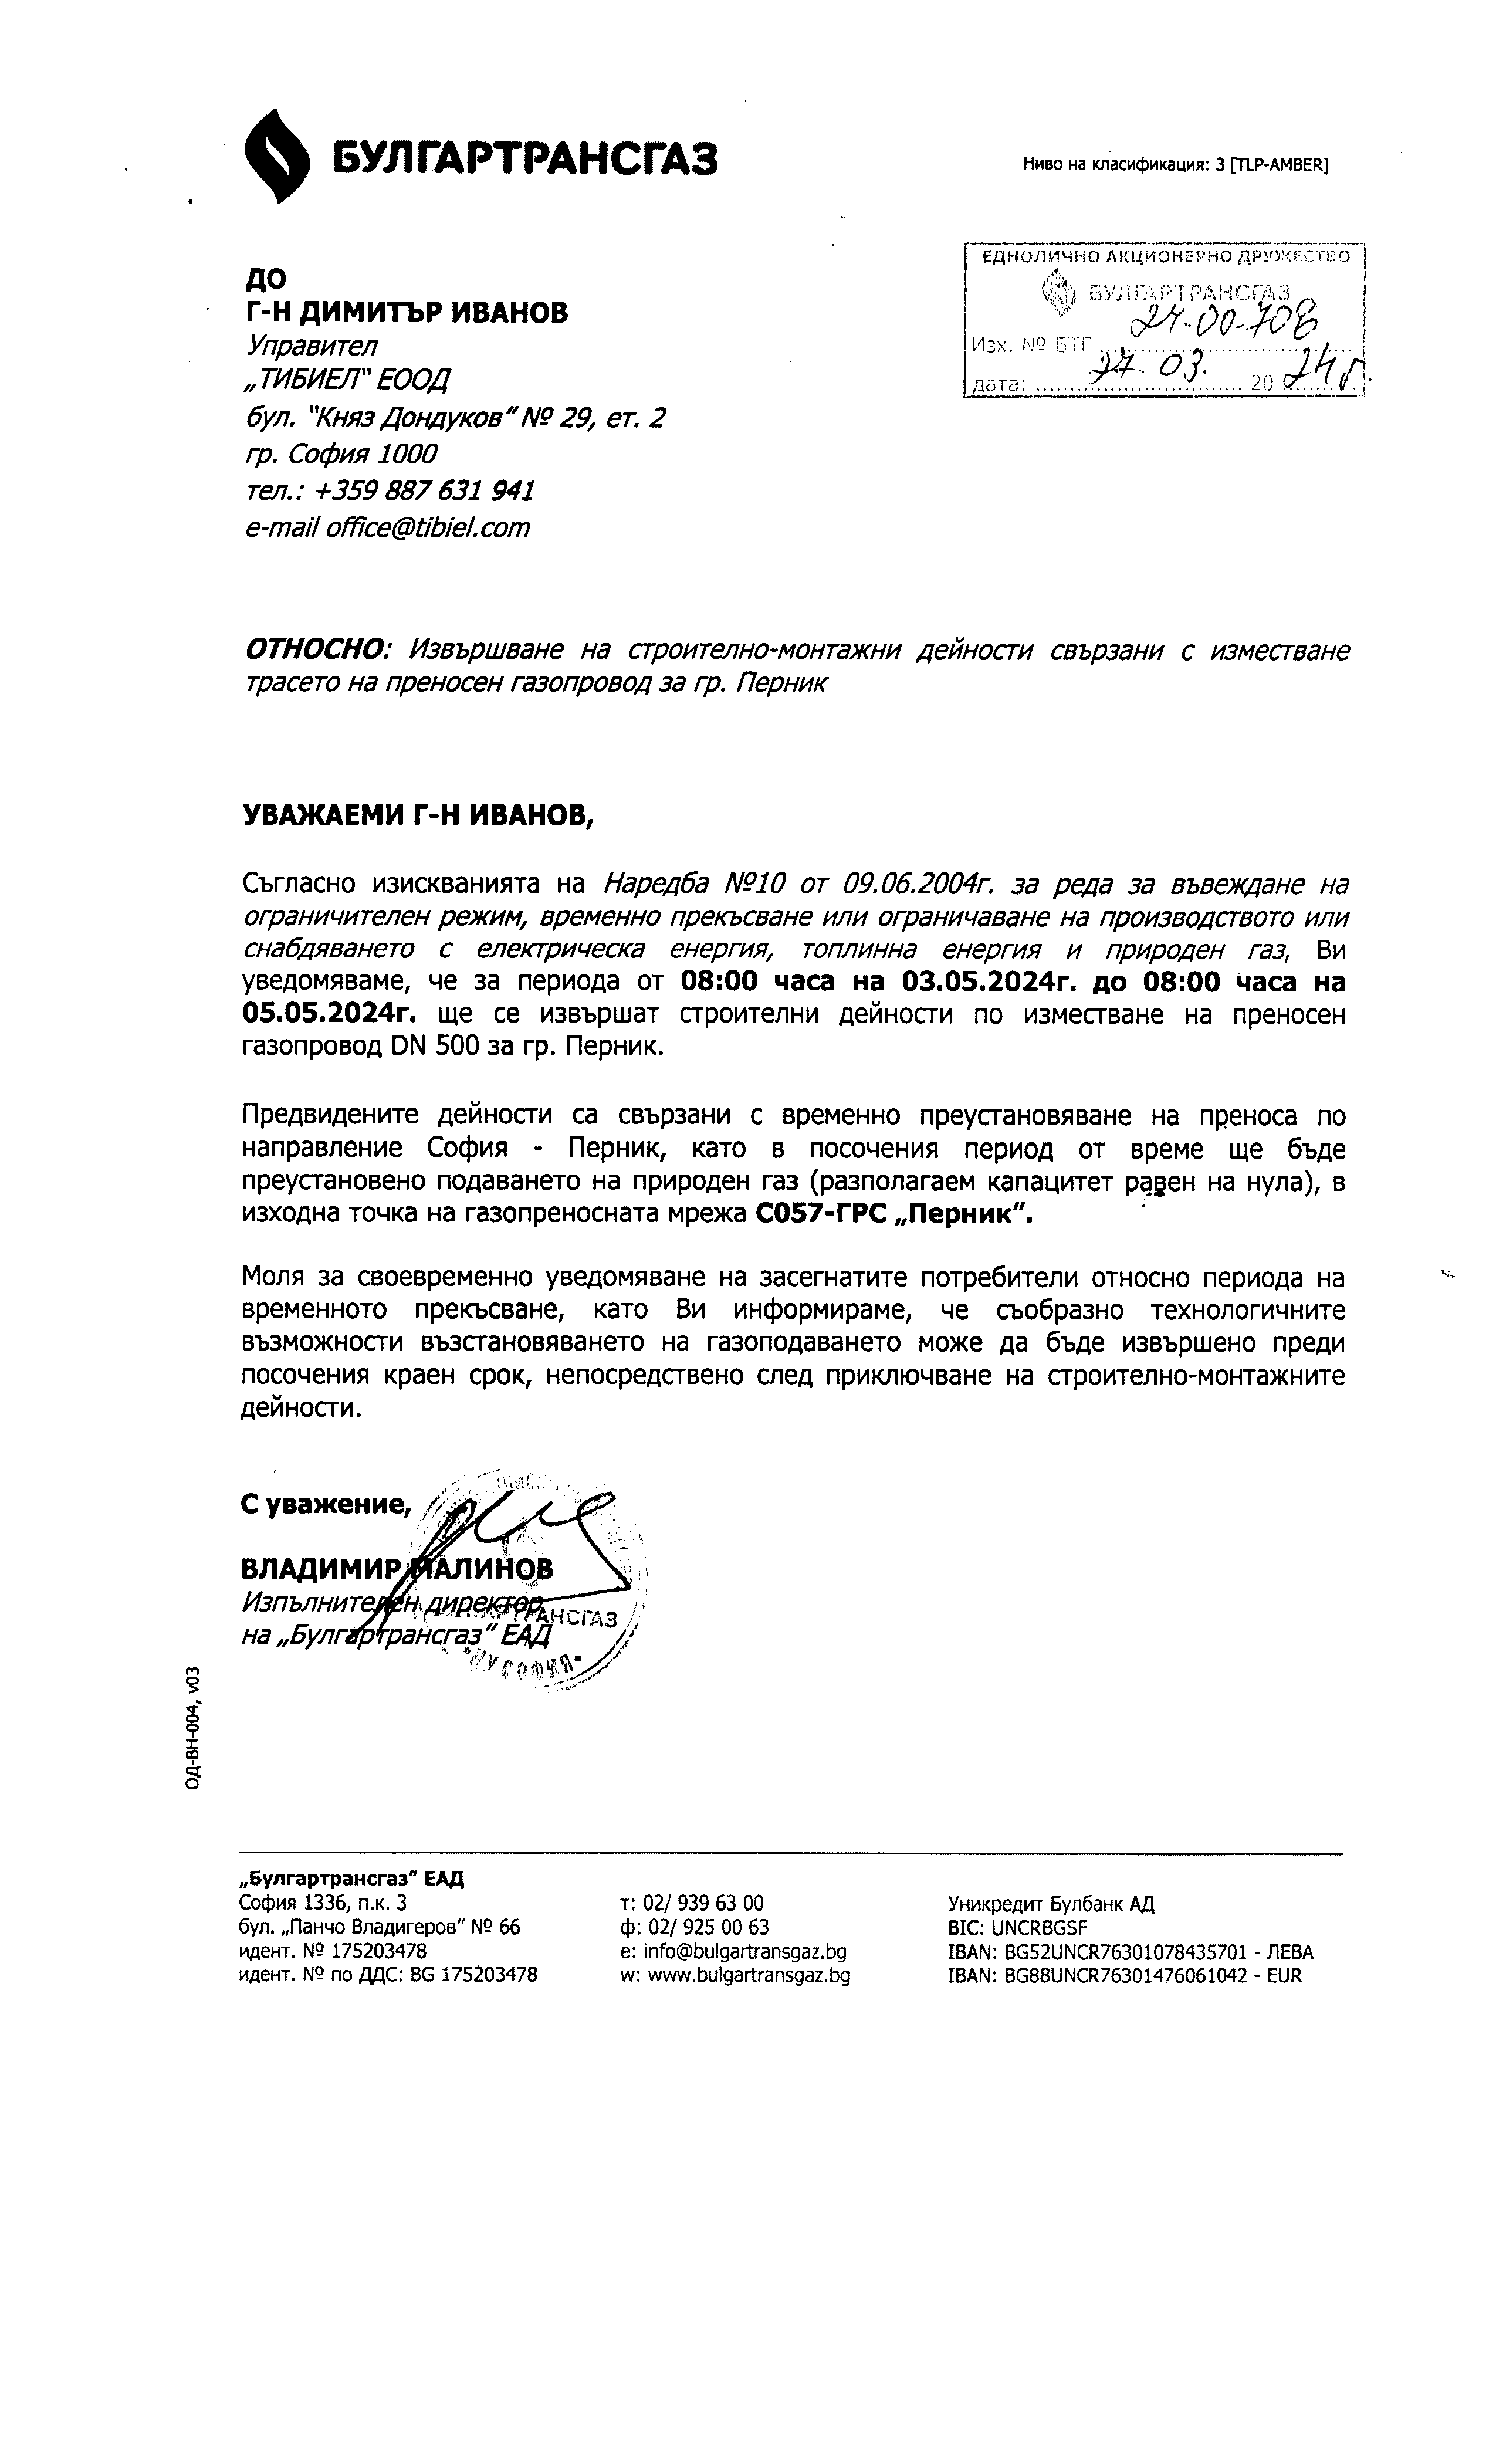 БУЛГАРТРАНСГАЗ
Ниво на класификация: 3 [TLP-AMBER]
ЕДНОЛИЧНО АКЦИОНЕРНО ДРУЖЕСТВО
БУЛГАРТРАНСГАЗ
24-00-708
Изх. № БТГ
27. 03.
дата: 20 24 г.
ДО
Г-Н ДИМИТЪР ИВАНОВ
Управител
„ТИБИЕЛ" ЕООД
бул. "Княз Дондуков" № 29, ет. 2
гр. София 1000
тел.: +359 887 631 941
e-mail office@tibiel.com
ОТНОСНО: Извършване на строително-монтажни дейности свързани с изместване
трасето на преносен газопровод за гр. Перник
УВАЖАЕМИ Г-Н ИВАНОВ,
Съгласно изискванията на Наредба №10 от 09.06.2004г. за реда за въвеждане на
ограничителен режим, временно прекъсване или ограничаване на производството или
снабдяването с електрическа енергия, топлинна енергия и природен газ, Ви
уведомяваме, че за периода от 08:00 часа на 03.05.2024г. до 08:00 часа на
05.05.2024г. ще се извършат строителни дейности по изместване на преносен
газопровод DN 500 за гр. Перник.
Предвидените дейности са свързани с временно преустановяване на преноса по
направление София - Перник, като в посочения период от време ще бъде
преустановено подаването на природен газ (разполагаем капацитет равен на нула), в
изходна точка на газопреносната мрежа С057-ГРС „Перник".
Моля за своевременно уведомяване на засегнатите потребители относно периода на
временното прекъсване, като Ви информираме, че съобразно технологичните
възможности възстановяването на газоподаването може да бъде извършено преди
посочения краен срок, непосредствено след приключване на строително-монтажните
дейности.
С уважение,
ВЛАДИМИР МАЛИНОВ
Изпълнителен директор
на „Булгартрансгаз" ЕАД
СОФИЯ
ОД-ВН-004, v03
„Булгартрансгаз" ЕАД
София 1336, п.к. 3
бул. „Панчо Владигеров" № 66
идент. № 175203478
идент. № по ДДС: BG 175203478
т: 02/ 939 63 00
ф: 02/ 925 00 63
e: info@bulgartransgaz.bg
w: www.bulgartransgaz.bg
Уникредит Булбанк АД
BIC: UNCRBGSF
IBAN: BG52UNCR76301078435701 - ЛЕВА
IBAN: BG88UNCR76301476061042 - EUR